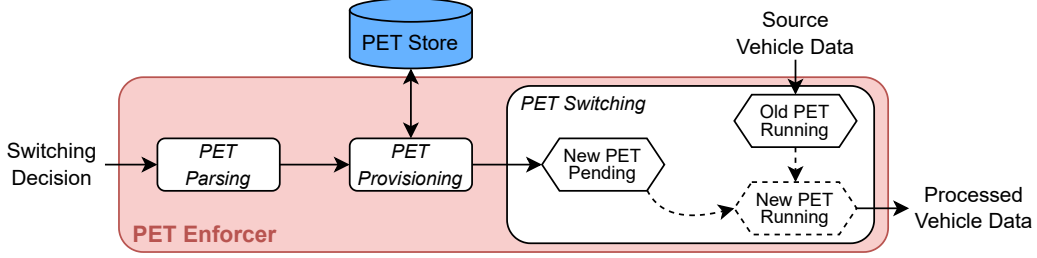 PET Store
Source
Vehicle Data
PET Switching
Old PET
Running
Switching
Decision
PET
Parsing
PET
Provisioning
New PET
Pending
New PET
Running
Processed
Vehicle Data
PET Enforcer